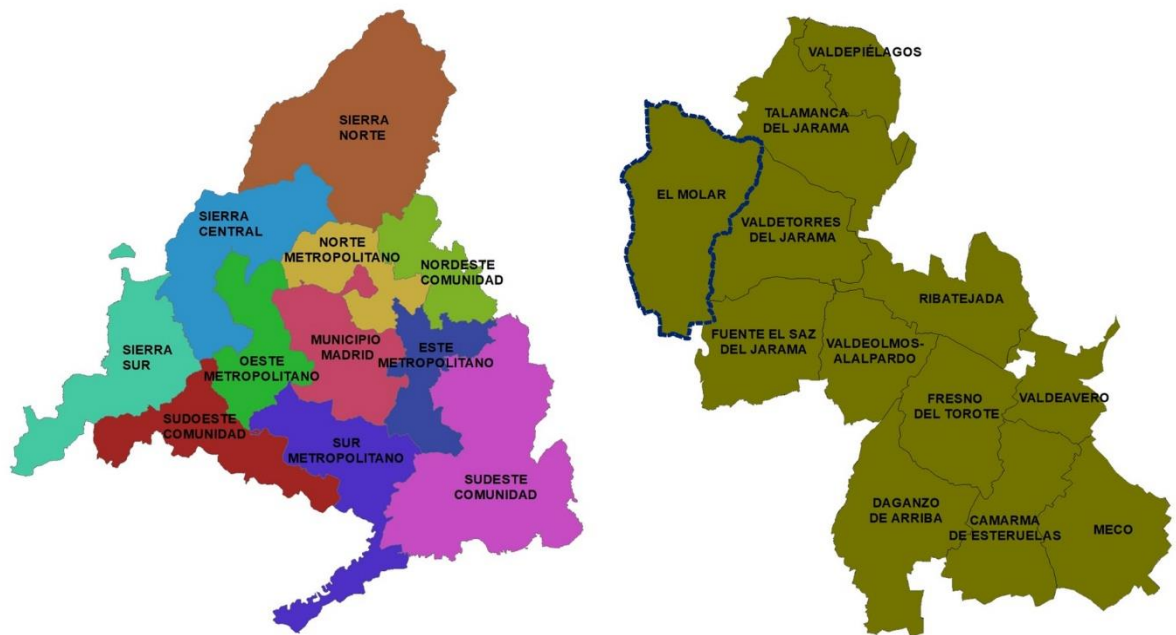 SIERRA
NORTE
SIERRA
CENTRAL
NORTE
METROPOLITANO
NORDESTE
COMUNIDAD
MUNICIPIO
MADRID
ESTE
METROPOLITANO
SIERRA
SUR
OESTE
METROPOLITANO
SUDOESTE
COMUNIDAD
SUR
METROPOLITANO
SUDESTE
COMUNIDAD
VALDEPIÉLAGOS
TALAMANCA
DEL JARAMA
EL MOLAR
VALDETORRES
DEL JARAMA
RIBATEJADA
FUENTE EL SAZ
DEL JARAMA
VALDEOLMOS-
ALALPARDO
FRESNO
DEL TOROTE
VALDEAVERO
DAGANZO
DE ARRIBA
CAMARMA
DE ESTERUELAS
MECO